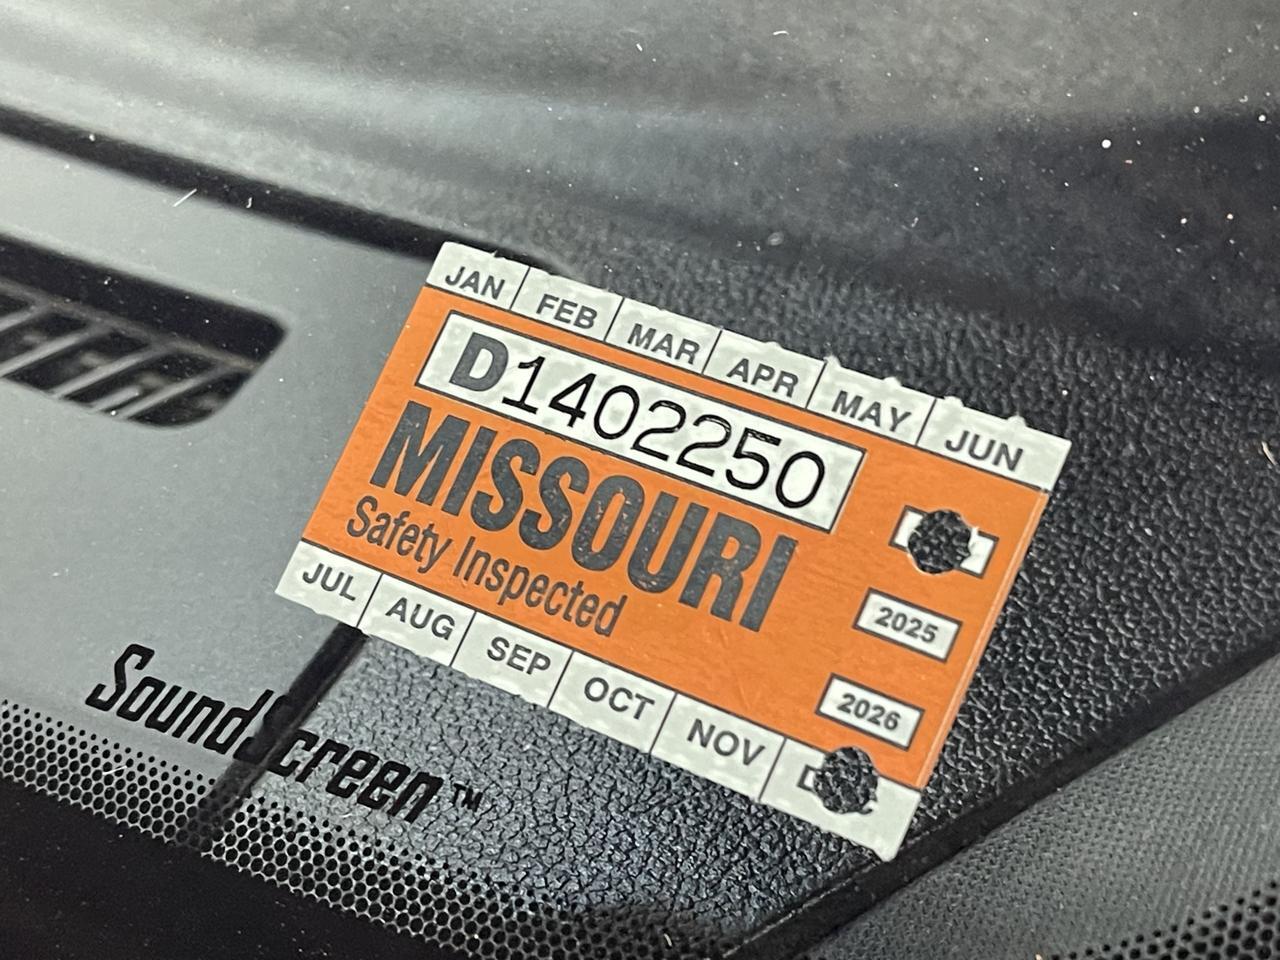 JAN FEB MAR APR MAY JUN
D1402250
MISSOURI
Safety Inspected
2025
2026
JUL AUG SEP OCT NOV
SoundScreen™